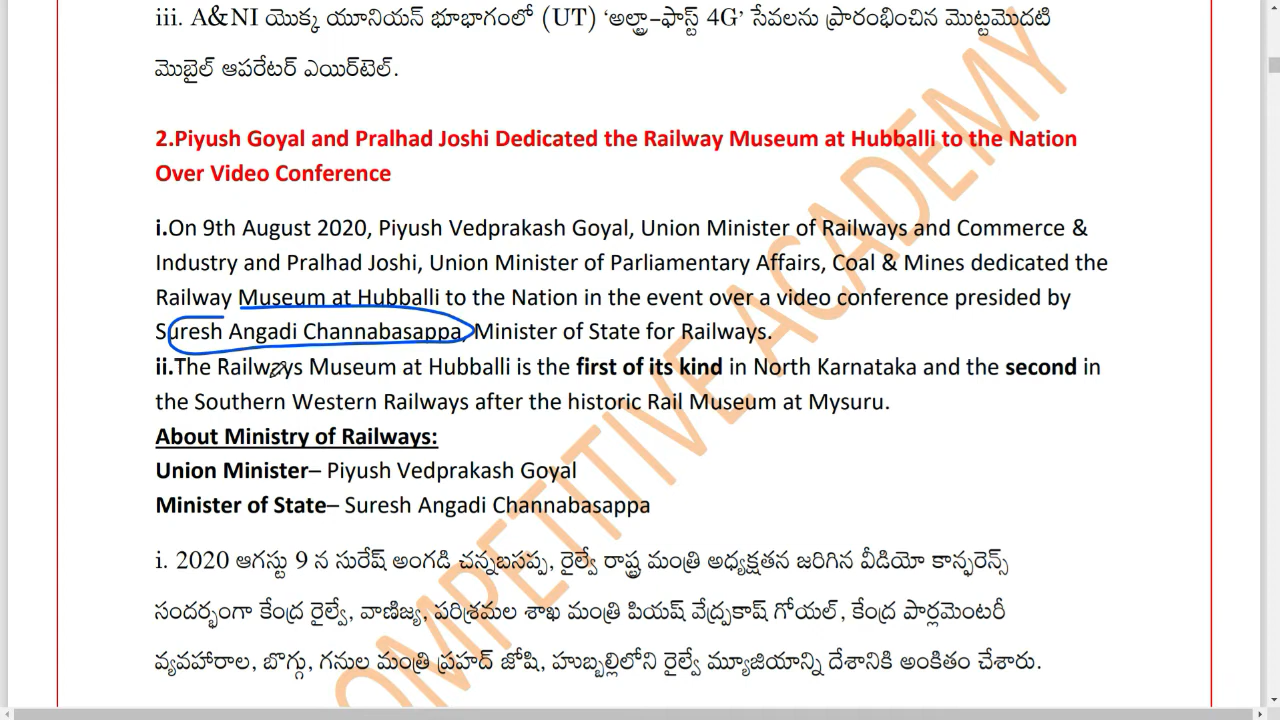 iii. A&NI యొక్క యూనియన్ భూభాగంలో (UT) ‘అల్ట్రా-ఫాస్ట్ 4G’ సేవలను ప్రారంభించిన మొట్టమొదటి
మొబైల్ ఆపరేటర్ ఎయిర్‌టెల్.
2.Piyush Goyal and Pralhad Joshi Dedicated the Railway Museum at Hubballi to the Nation
Over Video Conference
i.On 9th August 2020, Piyush Vedprakash Goyal, Union Minister of Railways and Commerce &
Industry and Pralhad Joshi, Union Minister of Parliamentary Affairs, Coal & Mines dedicated the
Railway Museum at Hubballi to the Nation in the event over a video conference presided by
Suresh Angadi Channabasappa, Minister of State for Railways.
ii.The Railways Museum at Hubballi is the first of its kind in North Karnataka and the second in
the Southern Western Railways after the historic Rail Museum at Mysuru.
About Ministry of Railways:
Union Minister– Piyush Vedprakash Goyal
Minister of State– Suresh Angadi Channabasappa
i. 2020 ఆగస్టు 9 న సురేష్ అంగడి చన్నబసప్ప, రైల్వే రాష్ట్ర మంత్రి అధ్యక్షతన జరిగిన వీడియో కాన్ఫరెన్స్
సందర్భంగా కేంద్ర రైల్వే, వాణిజ్య, పరిశ్రమల శాఖ మంత్రి పియష్ వేద్ప్రకాష్ గోయల్, కేంద్ర పార్లమెంటరీ
వ్యవహారాల, బొగ్గు, గనుల మంత్రి ప్రహద్ జోషి, హుబ్బల్లిలోని రైల్వే మ్యూజియాన్ని దేశానికి అంకితం చేశారు.
COMPETITIVE ACADEMY